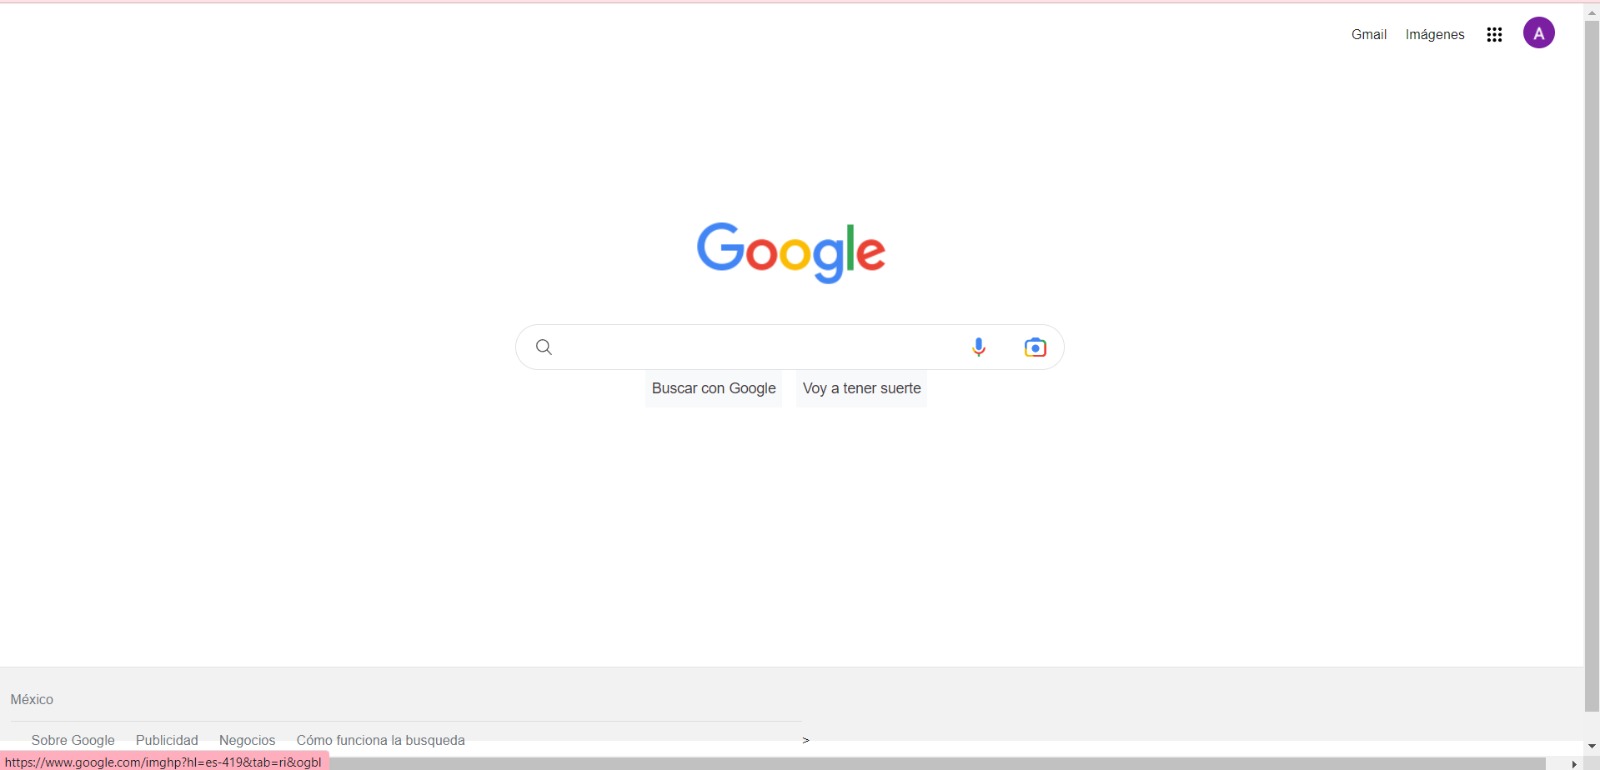 Gmail Imágenes A
Google
Buscar con Google Voy a tener suerte
México
Sobre Google Publicidad Negocios Cómo funciona la busqueda >
https://www.google.com/imghp?hl=es-419&tab=ri&ogbl